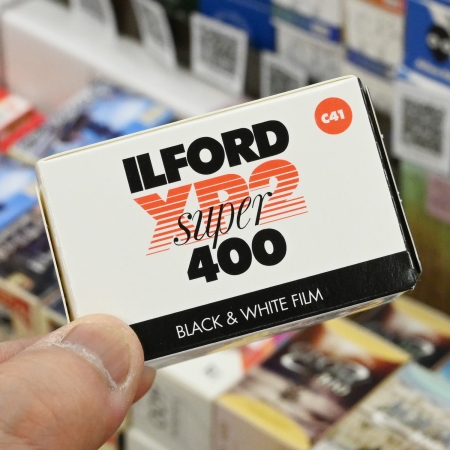 C41
ILFORD
XP2
super
400
BLACK & WHITE FILM